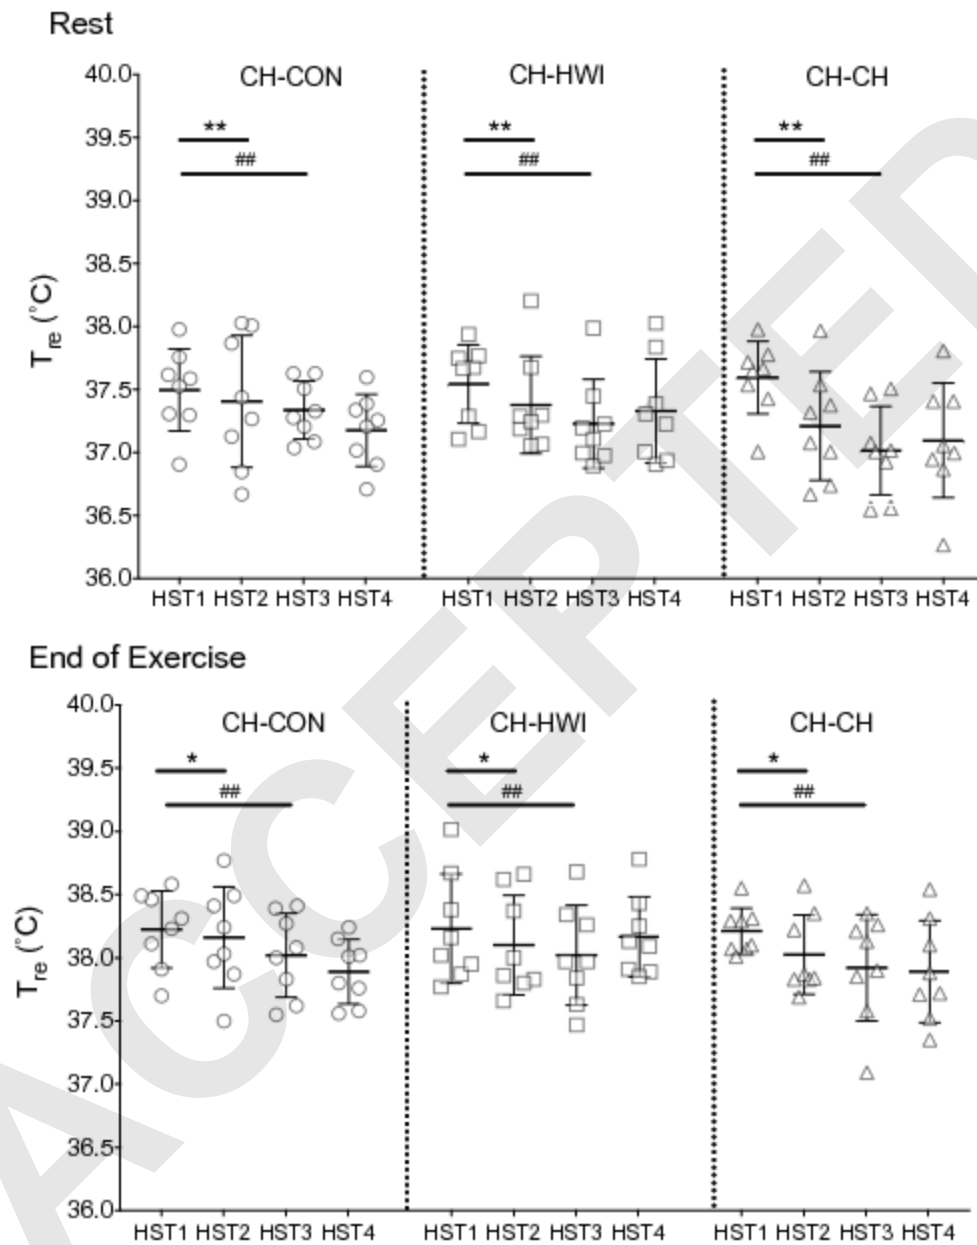 Rest
CH-CON CH-HWI CH-CH
** ** **
## ## ##
40.0
39.5
39.0
38.5
38.0
37.5
37.0
36.5
36.0
Tre (˚C)
HST1 HST2 HST3 HST4 HST1 HST2 HST3 HST4 HST1 HST2 HST3 HST4
End of Exercise
CH-CON CH-HWI CH-CH
* * *
## ## ##
40.0
39.5
39.0
38.5
38.0
37.5
37.0
36.5
36.0
Tre (˚C)
HST1 HST2 HST3 HST4 HST1 HST2 HST3 HST4 HST1 HST2 HST3 HST4
ACCEPTED